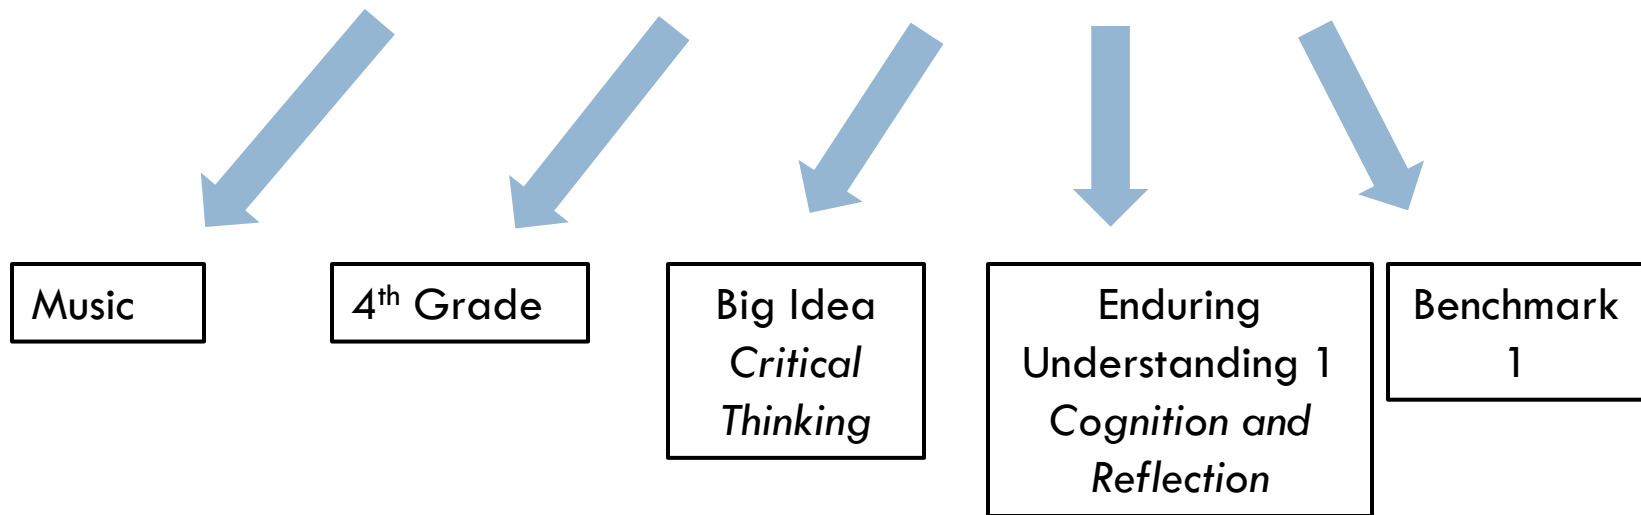 Music
4th Grade
Big Idea
Critical
Thinking
Enduring
Understanding 1
Cognition and
Reflection
Benchmark
1